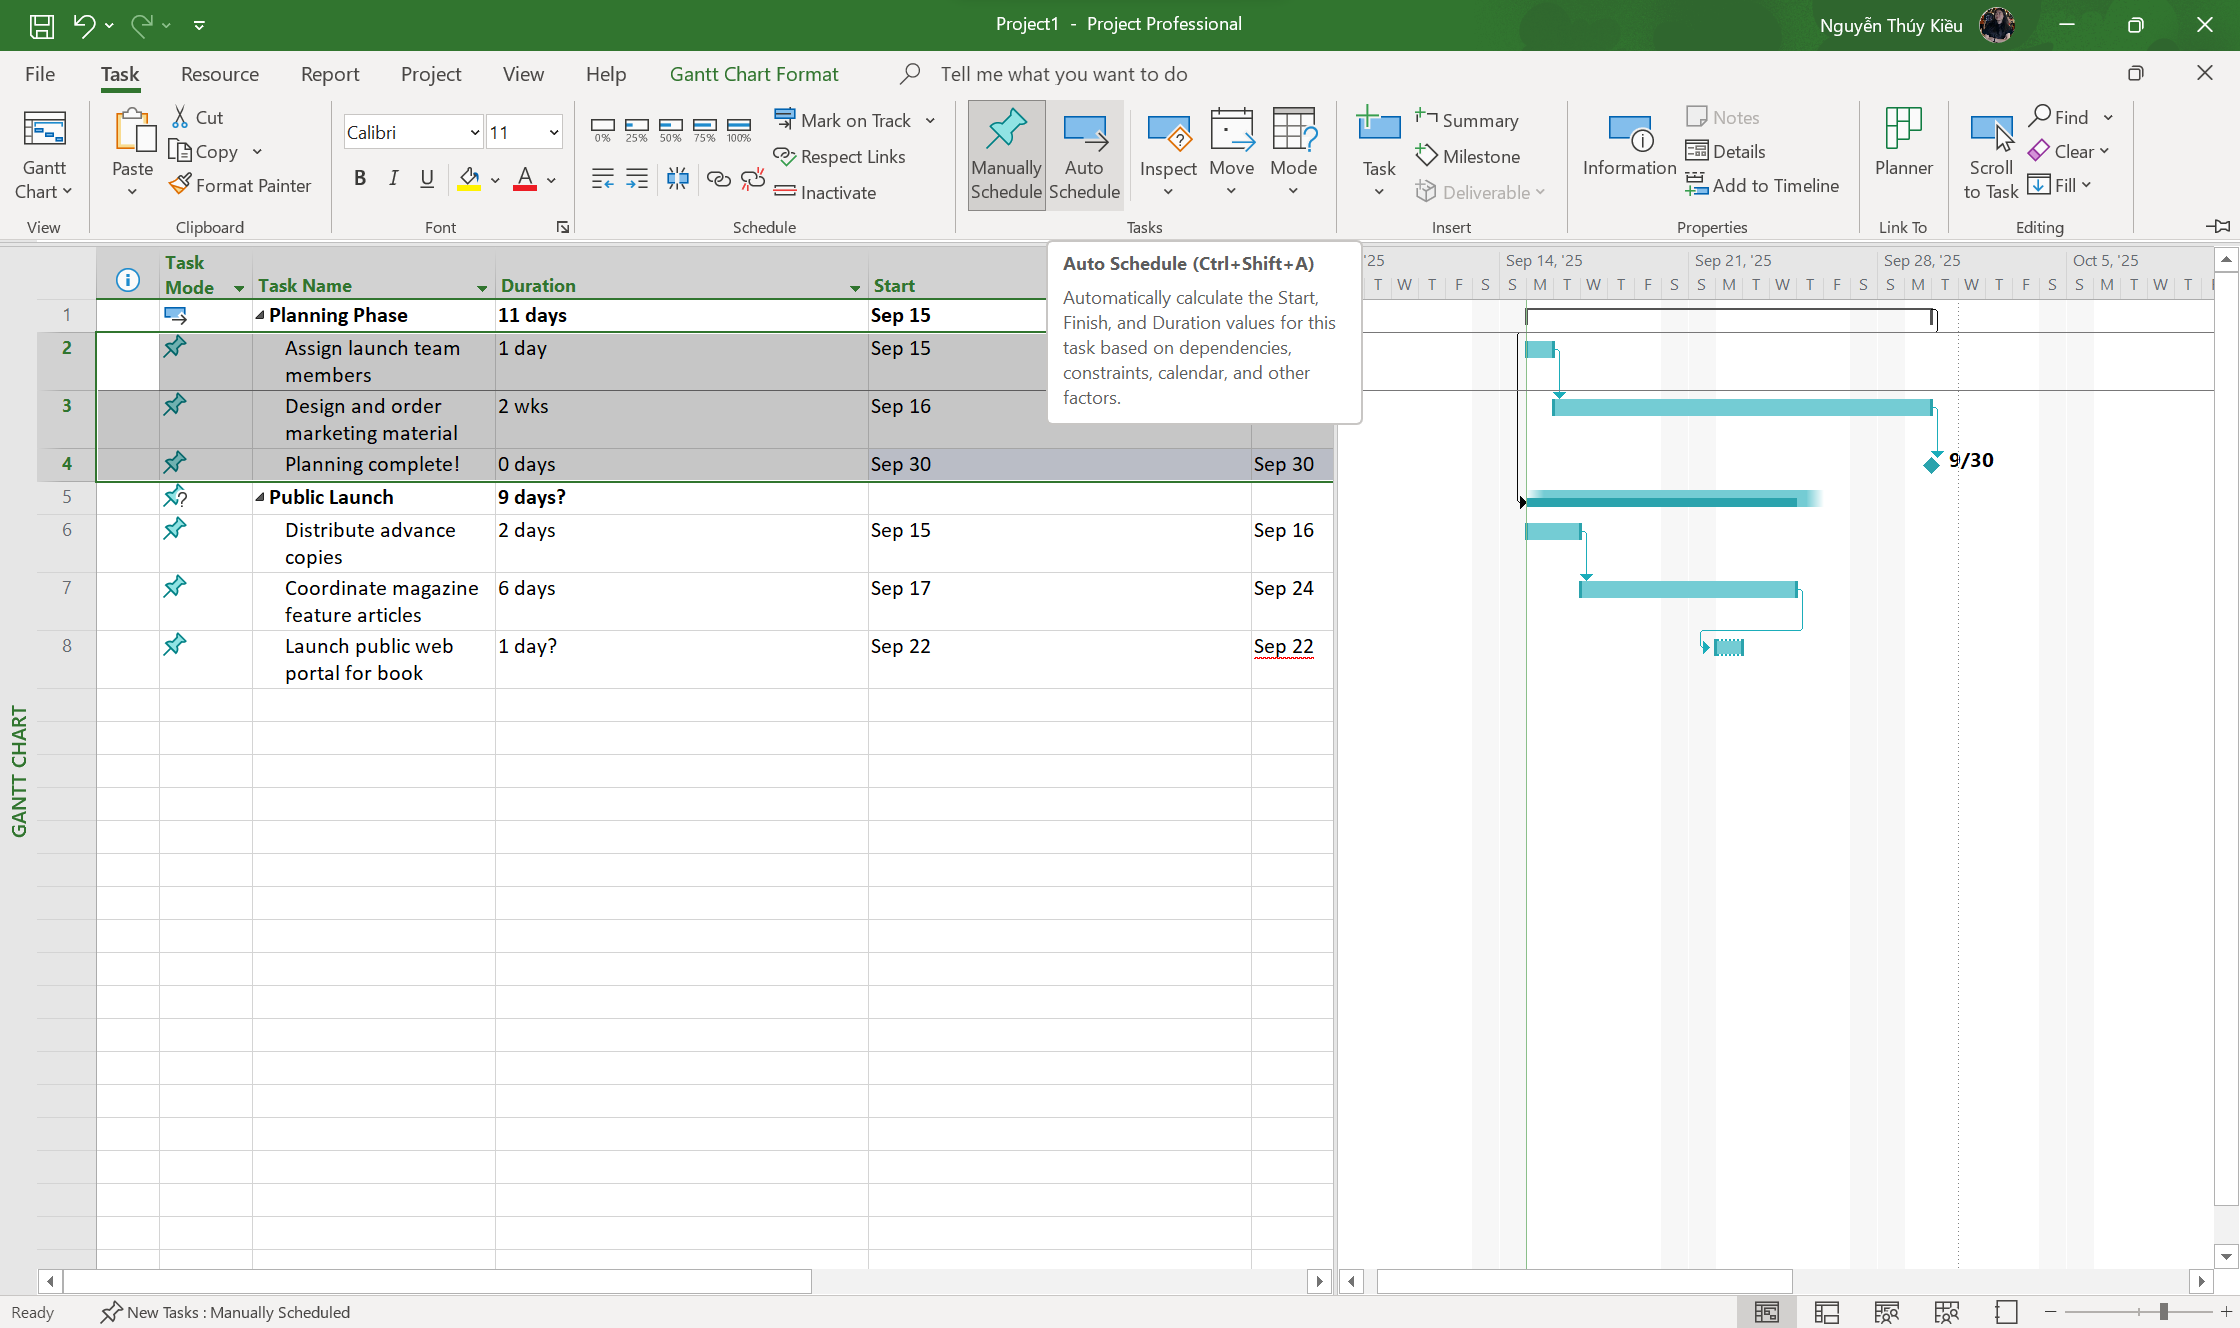 Project1 - Project Professional
Nguyễn Thúy Kiều
File Task Resource Report Project View Help Gantt Chart Format Tell me what you want to do
Gantt Chart
View
Paste
Cut
Copy
Format Painter
Clipboard
Calibri 11
B I U A
Font
0% 25% 50% 75% 100%
Mark on Track
Respect Links
Inactivate
Schedule
Manually Schedule
Auto Schedule
Inspect
Move
Mode
Tasks
Task
Summary
Milestone
Deliverable
Insert
Information
Notes
Details
Add to Timeline
Properties
Planner
Link To
Scroll to Task
Find
Clear
Fill
Editing
Auto Schedule (Ctrl+Shift+A)
Automatically calculate the Start,
Finish, and Duration values for this
task based on dependencies,
constraints, calendar, and other
factors.
Task Mode Task Name Duration Start
1 Planning Phase 11 days Sep 15
2 Assign launch team members 1 day Sep 15
3 Design and order marketing material 2 wks Sep 16
4 Planning complete! 0 days Sep 30 Sep 30
5 Public Launch 9 days?
6 Distribute advance copies 2 days Sep 15 Sep 16
7 Coordinate magazine feature articles 6 days Sep 17 Sep 24
8 Launch public web portal for book 1 day? Sep 22 Sep 22
'25 Sep 14, '25 Sep 21, '25 Sep 28, '25 Oct 5, '25
T W T F S S M T W T F S S M T W T F S S M T W T F S S M T W T
9/30
GANTT CHART
Ready New Tasks : Manually Scheduled